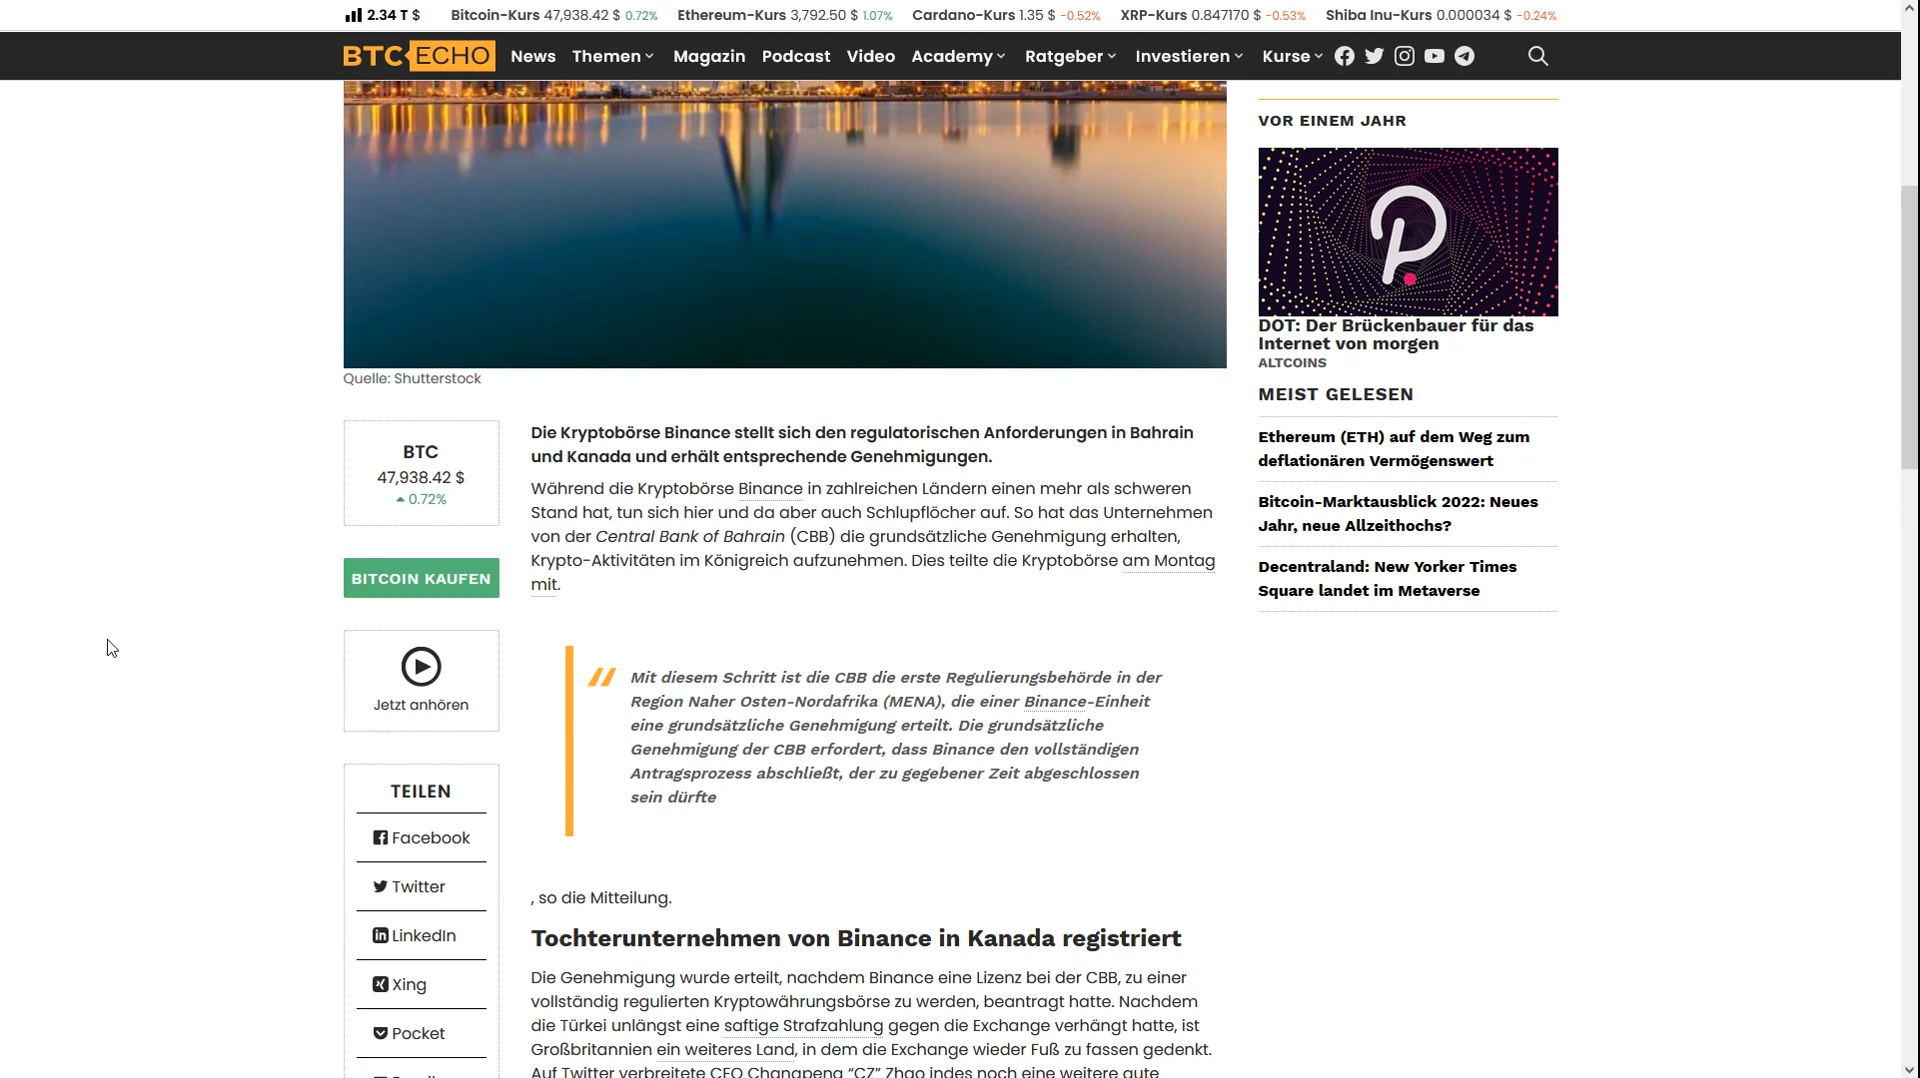 2.34 T $ Bitcoin-Kurs 47,938.42 $ 0.72% Ethereum-Kurs 3,792.50 $ 1.07% Cardano-Kurs 1.35 $ -0.52% XRP-Kurs 0.847170 $ -0.53% Shiba Inu-Kurs 0.000034 $ -0.24%
BTC ECHO News Themen Magazin Podcast Video Academy Ratgeber Investieren Kurse
Quelle: Shutterstock
BTC
47,938.42 $
0.72%
BITCOIN KAUFEN
Jetzt anhören
TEILEN
Facebook
Twitter
LinkedIn
Xing
Pocket
Die Kryptobörse Binance stellt sich den regulatorischen Anforderungen in Bahrain
und Kanada und erhält entsprechende Genehmigungen.
Während die Kryptobörse Binance in zahlreichen Ländern einen mehr als schweren
Stand hat, tun sich hier und da aber auch Schlupflöcher auf. So hat das Unternehmen
von der Central Bank of Bahrain (CBB) die grundsätzliche Genehmigung erhalten,
Krypto-Aktivitäten im Königreich aufzunehmen. Dies teilte die Kryptobörse am Montag
mit.
Mit diesem Schritt ist die CBB die erste Regulierungsbehörde in der
Region Naher Osten-Nordafrika (MENA), die einer Binance-Einheit
eine grundsätzliche Genehmigung erteilt. Die grundsätzliche
Genehmigung der CBB erfordert, dass Binance den vollständigen
Antragsprozess abschließt, der zu gegebener Zeit abgeschlossen
sein dürfte
, so die Mitteilung.
Tochterunternehmen von Binance in Kanada registriert
Die Genehmigung wurde erteilt, nachdem Binance eine Lizenz bei der CBB, zu einer
vollständig regulierten Kryptowährungsbörse zu werden, beantragt hatte. Nachdem
die Türkei unlängst eine saftige Strafzahlung gegen die Exchange verhängt hatte, ist
Großbritannien ein weiteres Land, in dem die Exchange wieder Fuß zu fassen gedenkt.
Auf Twitter verbreitete CEO Changpeng “CZ” Zhao indes noch eine weitere gute
VOR EINEM JAHR
DOT: Der Brückenbauer für das
Internet von morgen
ALTCOINS
MEIST GELESEN
Ethereum (ETH) auf dem Weg zum
deflationären Vermögenswert
Bitcoin-Marktausblick 2022: Neues
Jahr, neue Allzeithochs?
Decentraland: New Yorker Times
Square landet im Metaverse